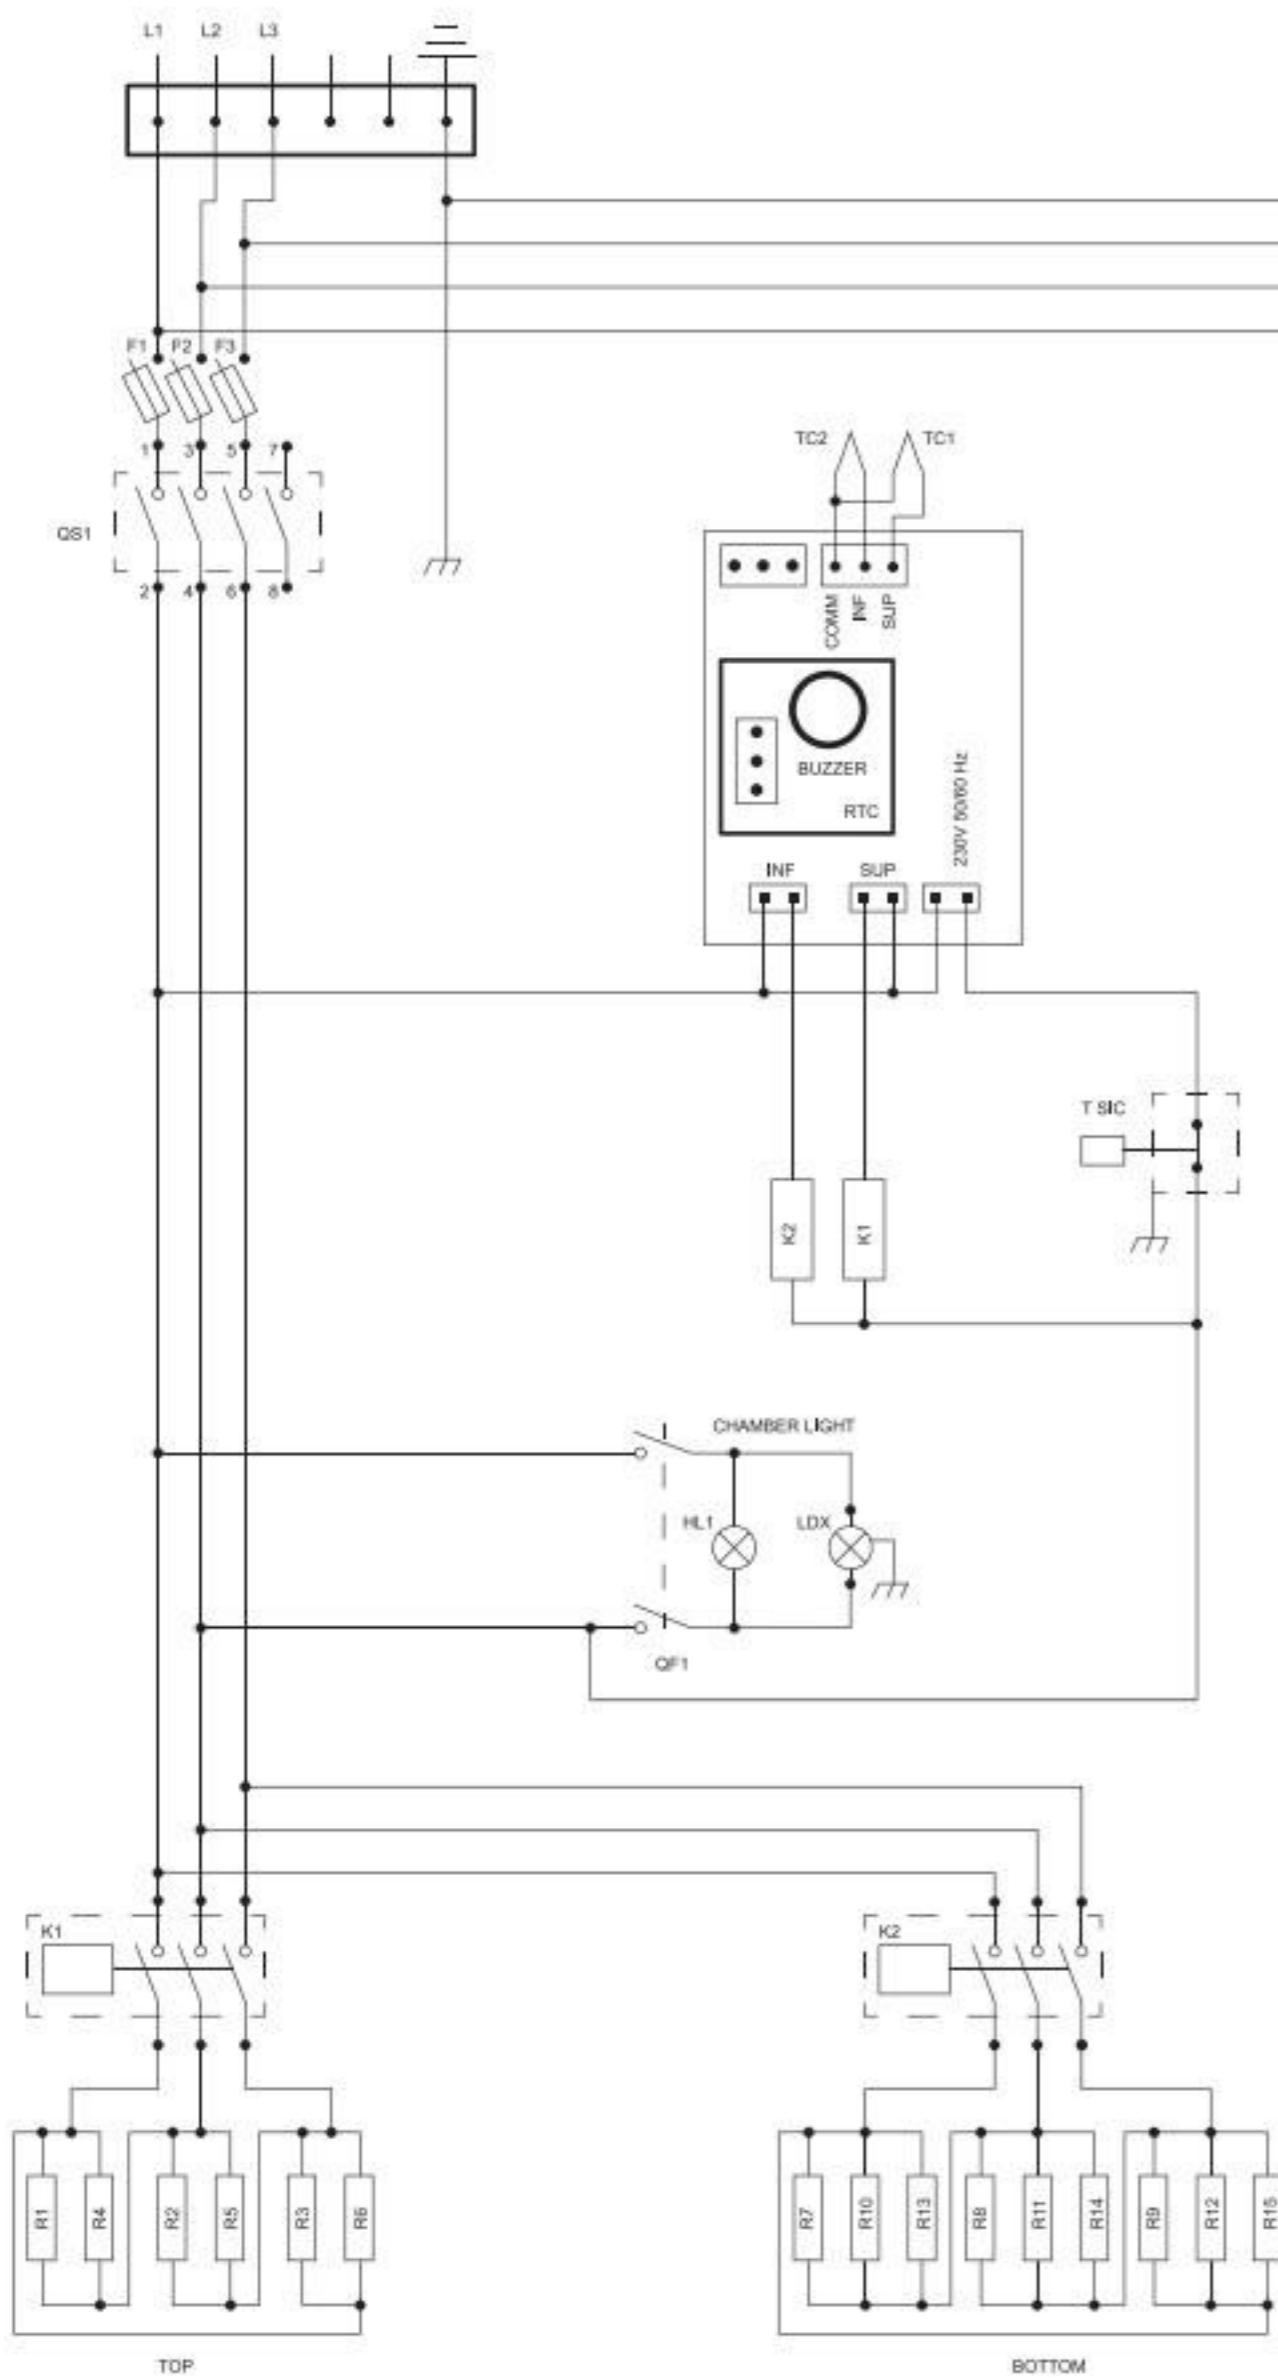 L1 L2 L3
F1 F2 F3
1 3 5 7
TC2 TC1
QS1
2 4 6 8
COMM INF SUP
BUZZER
RTC
230V 50/60 Hz
INF SUP
T SIC
K2 K1
CHAMBER LIGHT
HL1 LDX
QF1
K1 K2
R1 R4 R2 R5 R3 R6 R7 R10 R13 R8 R11 R14 R9 R12 R15
TOP BOTTOM